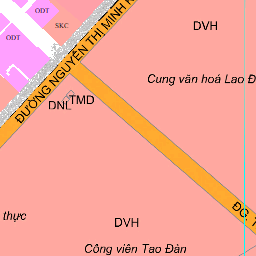 ODT
ODT
SKC
DVH
ĐƯỜNG NGUYỄN THỊ MINH
Cung văn hoá Lao
DNL
TMD
ĐG.
thực
DVH
Công viên Tao Đàn